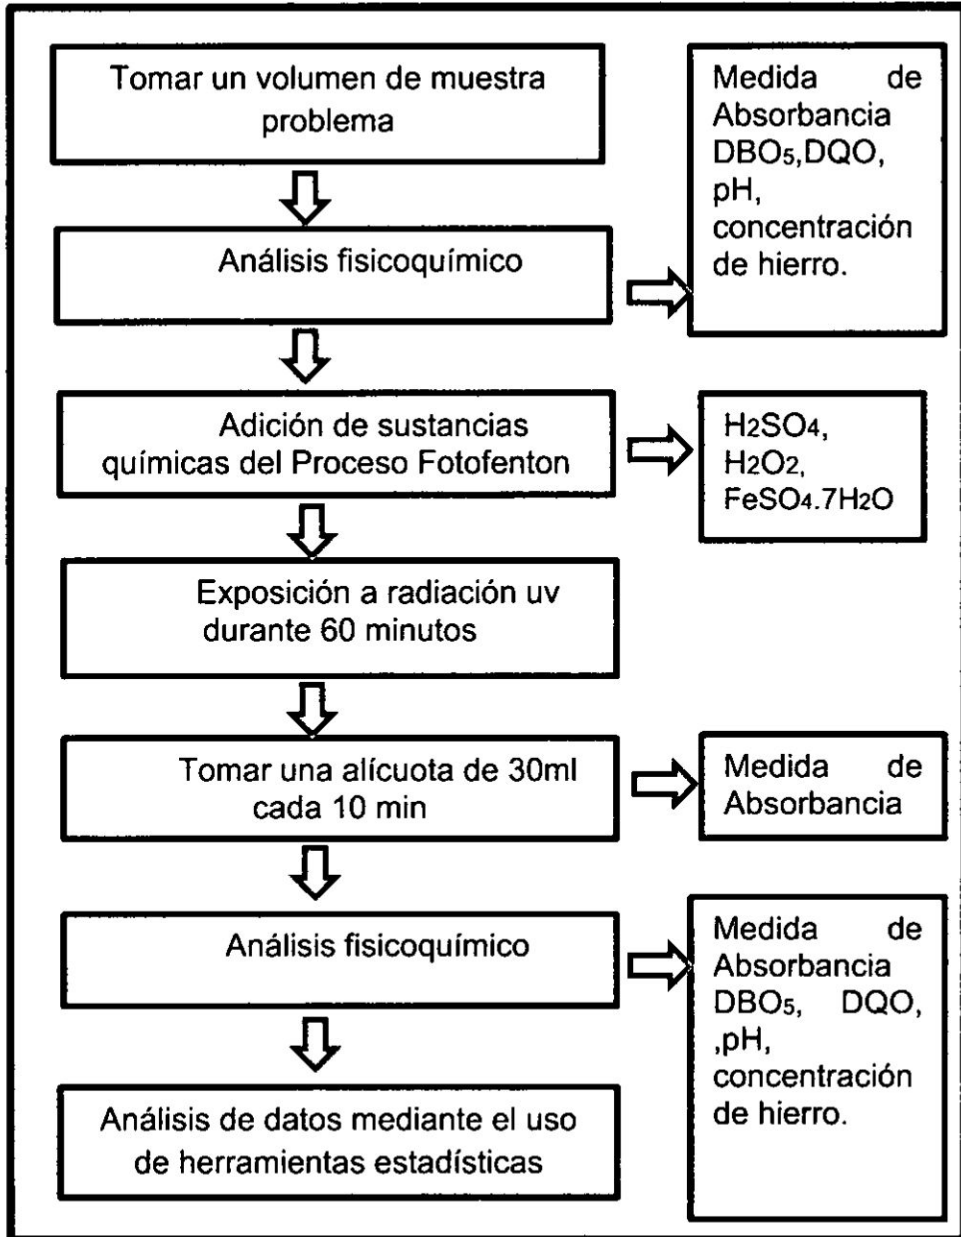 Tomar un volumen de muestra
problema
Medida de
Absorbancia
DBO5,DQO,
pH,
concentración
de hierro.
Análisis fisicoquímico
Adición de sustancias
químicas del Proceso Fotofenton
H2SO4,
H2O2,
FeSO4.7H2O
Exposición a radiación uv
durante 60 minutos
Tomar una alícuota de 30ml
cada 10 min
Medida de
Absorbancia
Análisis fisicoquímico
Medida de
Absorbancia
DBO5, DQO,
,pH,
concentración
de hierro.
Análisis de datos mediante el uso
de herramientas estadísticas